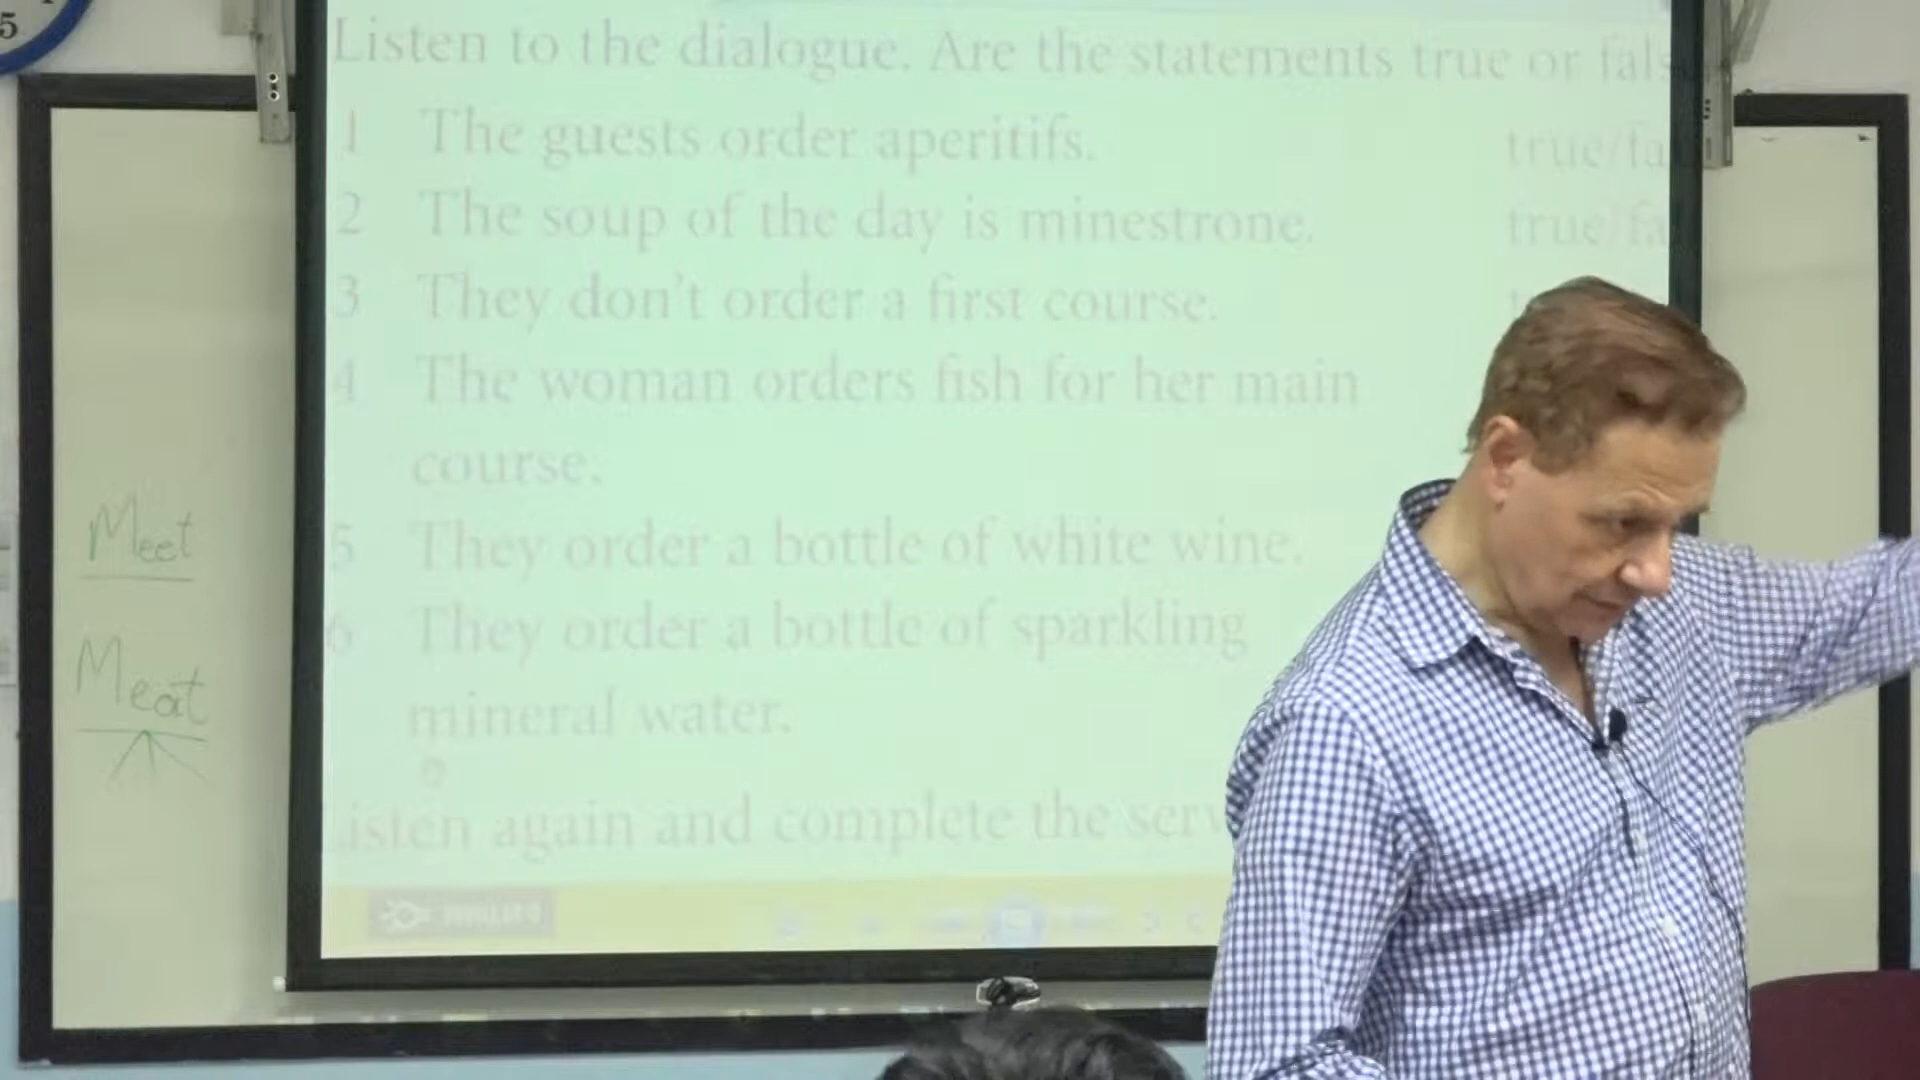 5
Listen to the dialogue. Are the statements true or fals
1 The guests order aperitifs. true/fa
2 The soup of the day is minestrone. true/fa
3 They don't order a first course.
4 The woman orders fish for her main
course.
5 They order a bottle of white wine.
6 They order a bottle of sparkling
mineral water.
isten again and complete the serv
Meet
Meat